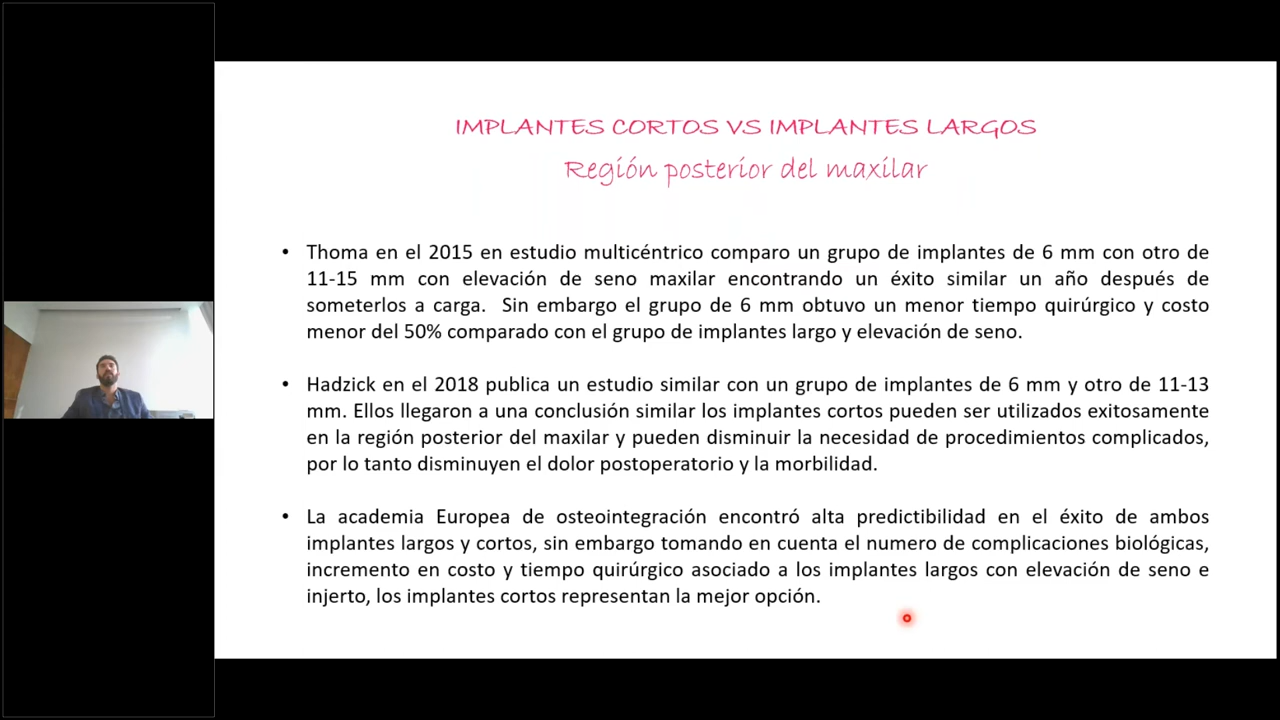 IMPLANTES CORTOS VS IMPLANTES LARGOS
Región posterior del maxilar
• Thoma en el 2015 en estudio multicéntrico comparo un grupo de implantes de 6 mm con otro de
11-15 mm con elevación de seno maxilar encontrando un éxito similar un año después de
someterlos a carga.  Sin embargo el grupo de 6 mm obtuvo un menor tiempo quirúrgico y costo
menor del 50% comparado con el grupo de implantes largo y elevación de seno.
• Hadzick en el 2018 publica un estudio similar con un grupo de implantes de 6 mm y otro de 11-13
mm. Ellos llegaron a una conclusión similar los implantes cortos pueden ser utilizados exitosamente
en la región posterior del maxilar y pueden disminuir la necesidad de procedimientos complicados,
por lo tanto disminuyen el dolor postoperatorio y la morbilidad.
• La academia Europea de osteointegración encontró alta predictibilidad en el éxito de ambos
implantes largos y cortos, sin embargo tomando en cuenta el numero de complicaciones biológicas,
incremento en costo y tiempo quirúrgico asociado a los implantes largos con elevación de seno e
injerto, los implantes cortos representan la mejor opción.